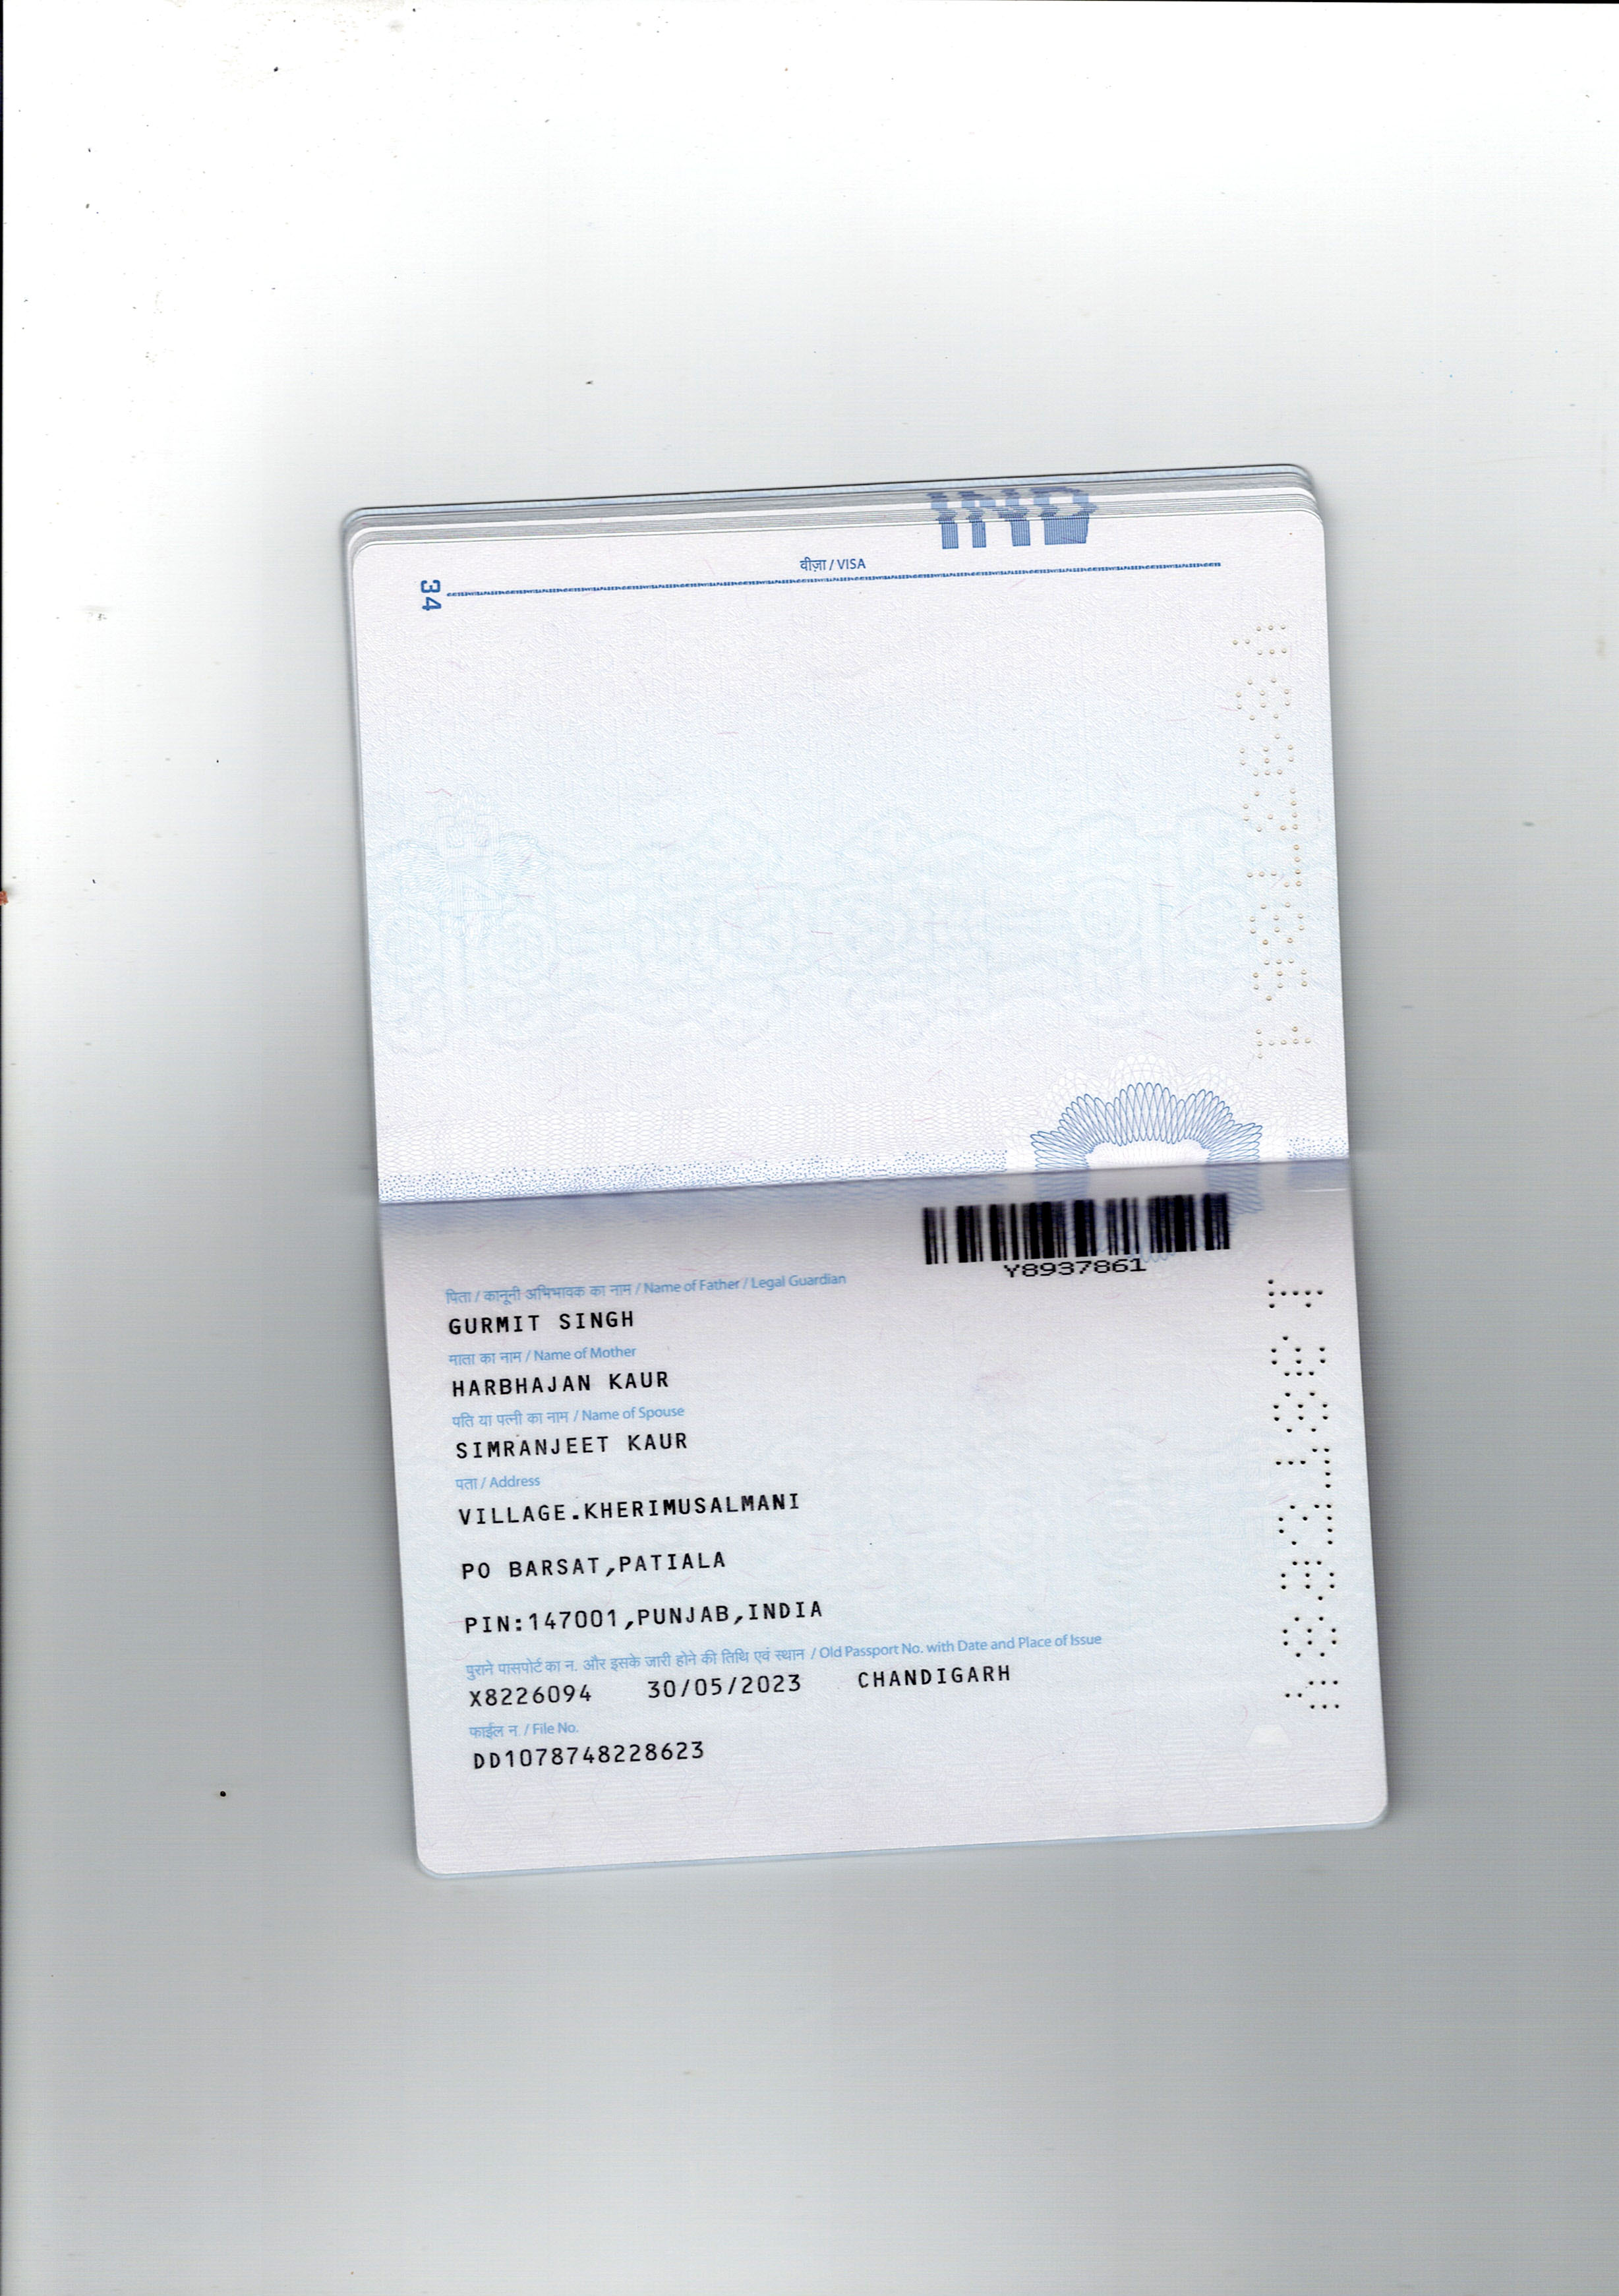 IND
वीज़ा / VISA
34
Y8937861
पिता / कानूनी अभिभावक का नाम / Name of Father / Legal Guardian
GURMIT SINGH
माता का नाम / Name of Mother
HARBHAJAN KAUR
पति या पत्नी का नाम / Name of Spouse
SIMRANJEET KAUR
पता / Address
VILLAGE.KHERIMUSALMANI
PO BARSAT,PATIALA
PIN:147001,PUNJAB,INDIA
पुराने पासपोर्ट का न. और इसके जारी होने की तिथि एवं स्थान / Old Passport No. with Date and Place of Issue
X8226094 30/05/2023 CHANDIGARH
फाईल न. / File No.
DD1078748228623